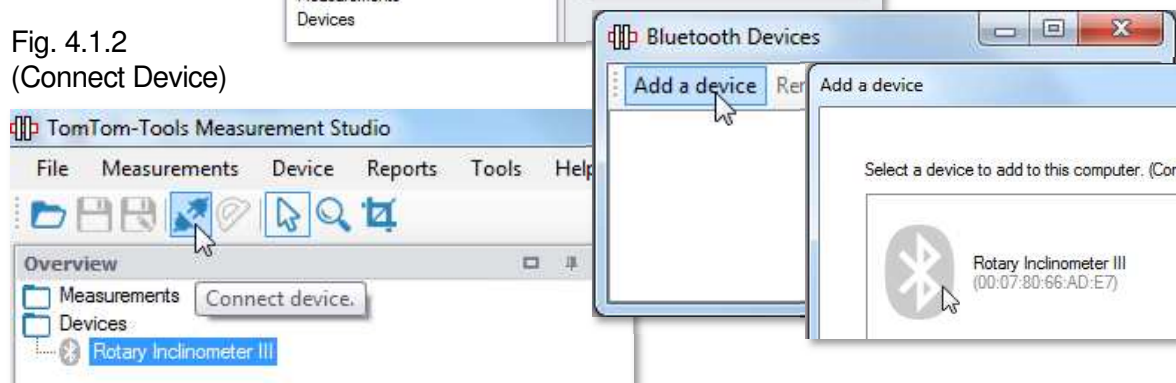 Devices
Fig. 4.1.2
(Connect Device)
TomTom-Tools Measurement Studio
File Measurements Device Reports Tools Help
Overview
Measurements
Connect device.
Devices
Rotary Inclinometer III
Bluetooth Devices
Add a device
Add a device
Select a device to add to this computer.
Rotary Inclinometer III
(00:07:80:66:AD:E7)